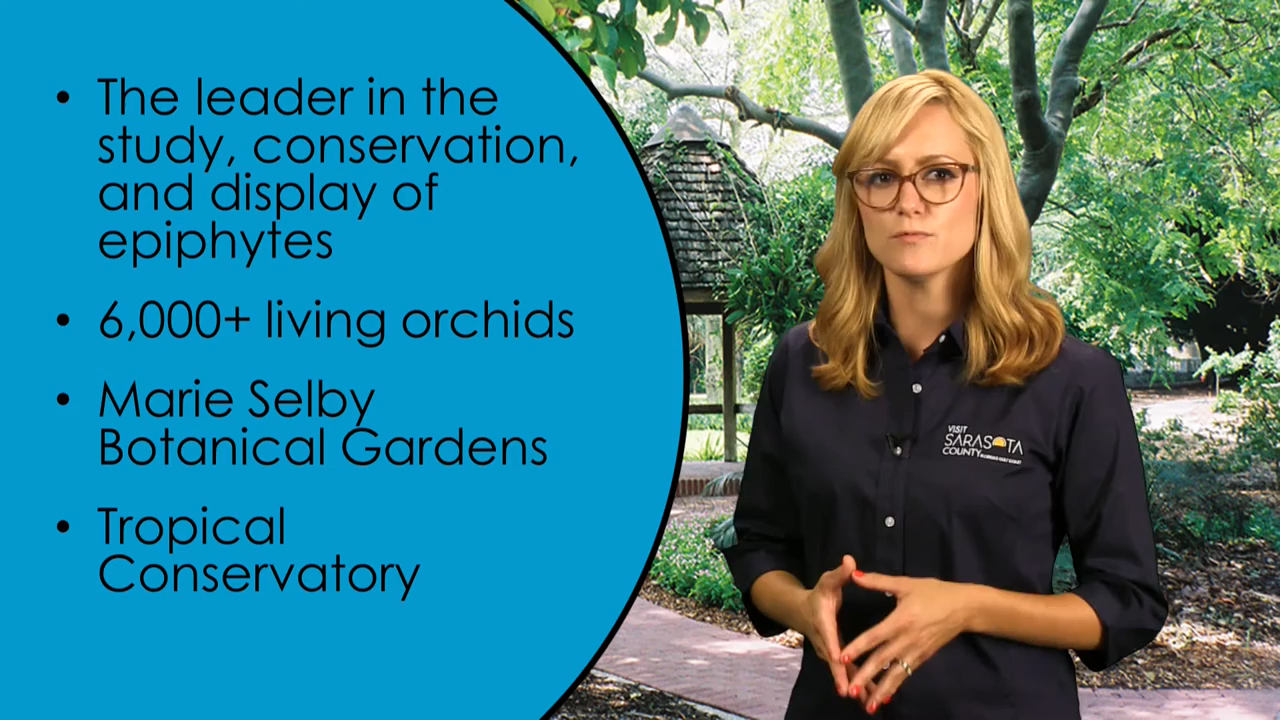 • The leader in the
study, conservation,
and display of
epiphytes
• 6,000+ living orchids
• Marie Selby
Botanical Gardens
• Tropical
Conservatory
VISIT
SARASOTA
COUNTY